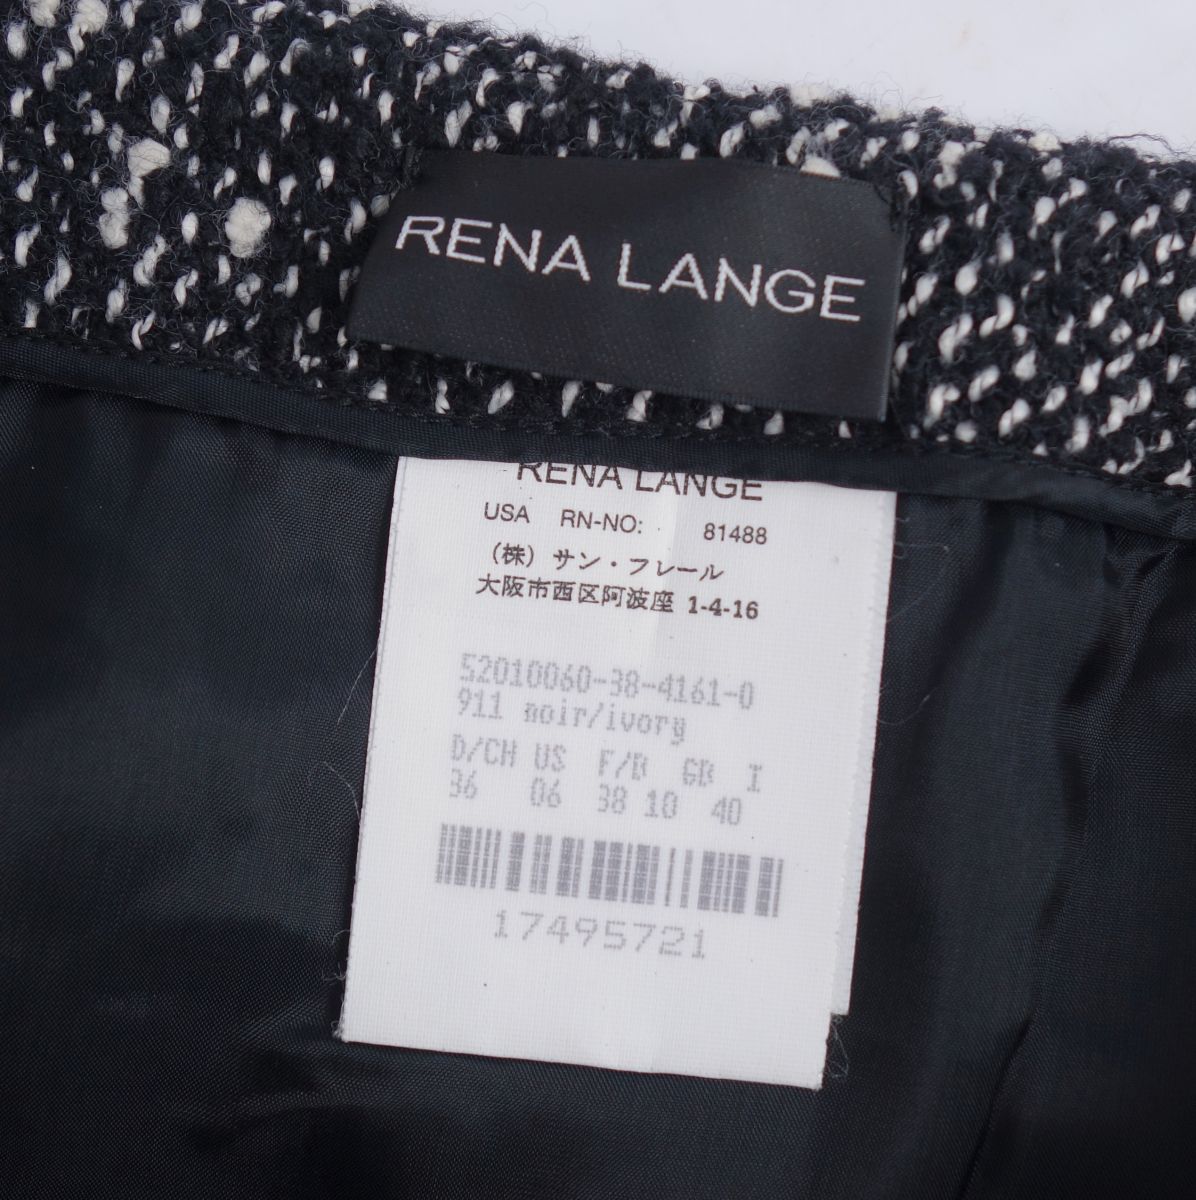 RENA LANGE
RENA LANGE
USA RN-NO: 81488
(株) サン・フレール
大阪市西区阿波座 1-4-16
52010060-38-4161-0
911 noir/ivory
D/CH US F/B GB I
36 06 38 10 40
17495721